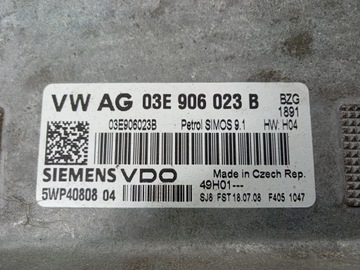 VW AG 03E 906 023 B BZG
1891
03E906023B Petrol SIMOS 9.1 HW: H04
SIEMENS VDO Made in Czech Rep.
5WP40808 04 49H01---
SJ8 FST 18.07.08 F405 1047